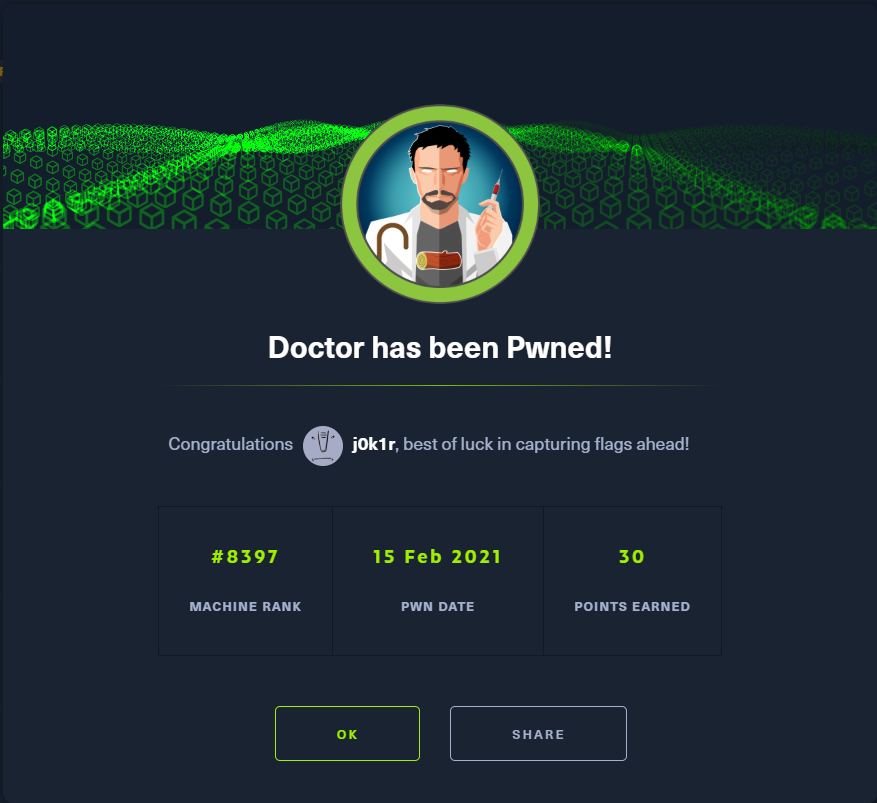 Doctor has been Pwned!
Congratulations j0k1r, best of luck in capturing flags ahead!
#8397 15 Feb 2021 30
MACHINE RANK PWN DATE POINTS EARNED
OK SHARE